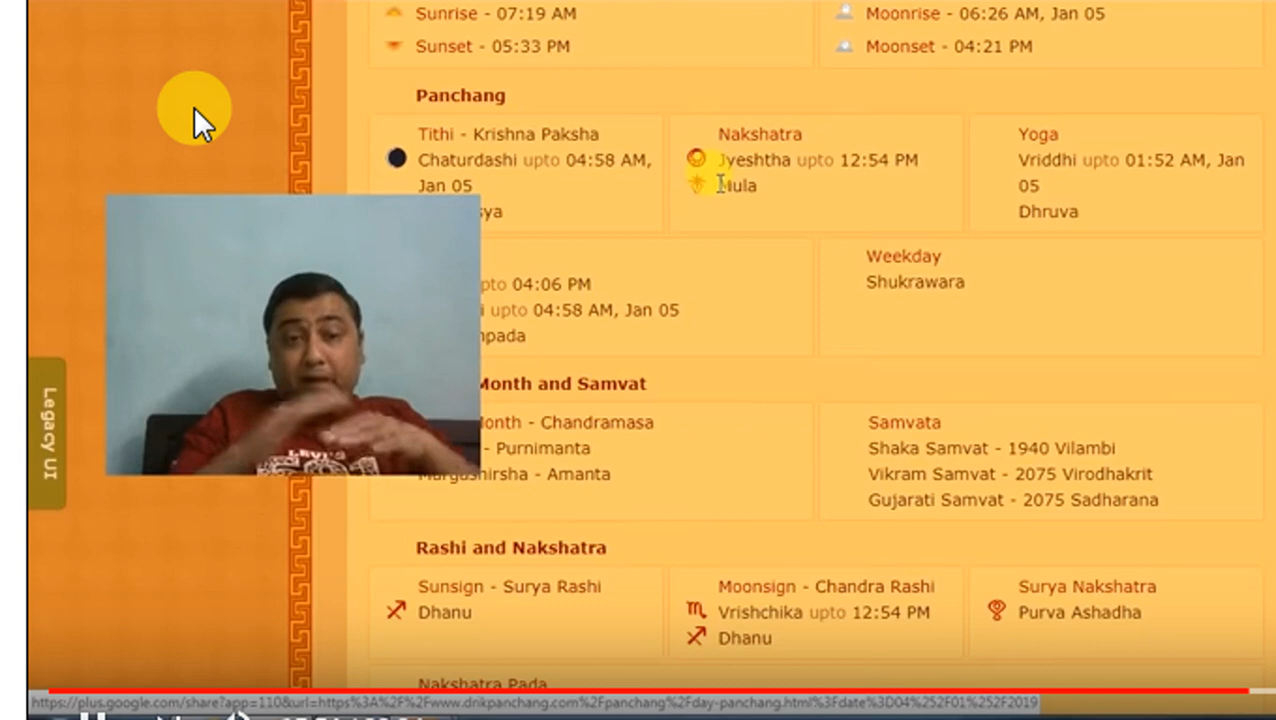 Sunrise - 07:19 AM
Moonrise - 06:26 AM, Jan 05
Sunset - 05:33 PM
Moonset - 04:21 PM
Panchang
Tithi - Krishna Paksha
Chaturdashi upto 04:58 AM,
Jan 05
sya
Nakshatra
Jyeshtha upto 12:54 PM
Mula
Yoga
Vriddhi upto 01:52 AM, Jan
05
Dhruva
pto 04:06 PM
i upto 04:58 AM, Jan 05
npada
Weekday
Shukrawara
Month and Samvat
onth - Chandramasa
- Purnimanta
Margashirsha - Amanta
Samvata
Shaka Samvat - 1940 Vilambi
Vikram Samvat - 2075 Virodhakrit
Gujarati Samvat - 2075 Sadharana
LEVI'S
Legacy UI
Rashi and Nakshatra
Sunsign - Surya Rashi
Dhanu
Moonsign - Chandra Rashi
Vrishchika upto 12:54 PM
Dhanu
Surya Nakshatra
Purva Ashadha
Nakshatra Pada
https://plus.google.com/share?app=110&url=https%3A%2F%2Fwww.drikpanchang.com%2Fpanchang%2Fday-panchang.html%3Fdate%3D04%252F01%252F2019